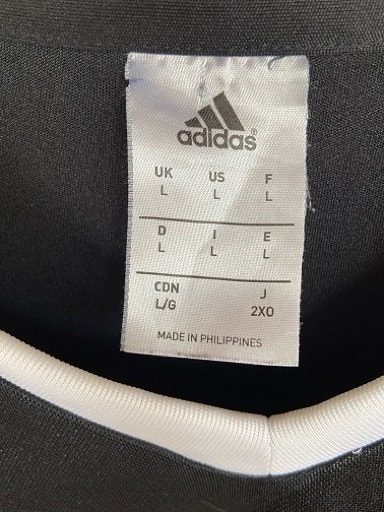 adidas®
UK US F
L L L
D I E
L L L
CDN J
L/G 2XO
MADE IN PHILIPPINES